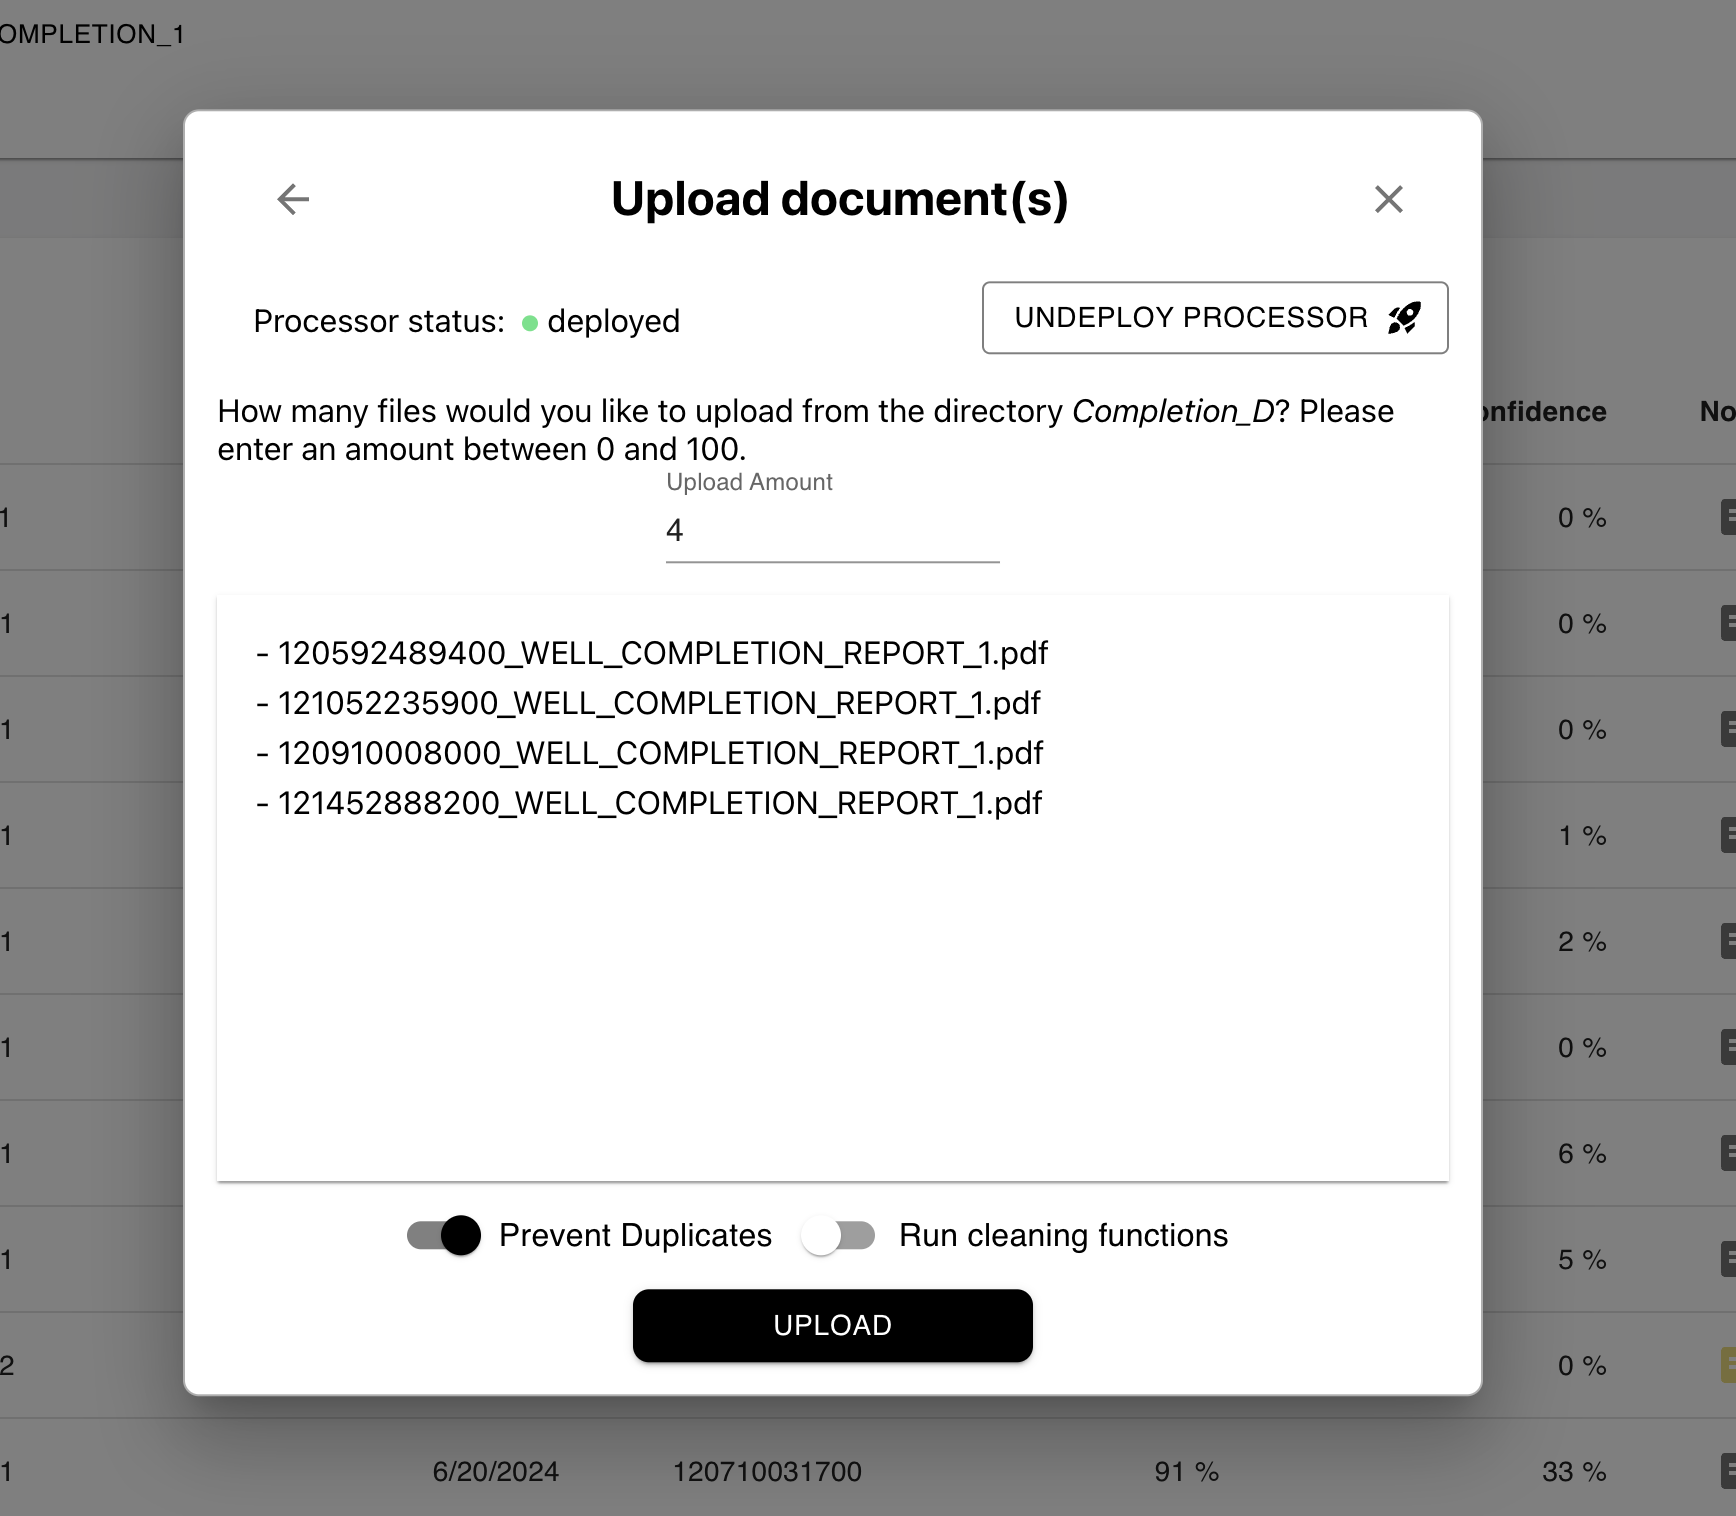 OMPLETION_1
Upload document(s)
Processor status: deployed
UNDEPLOY PROCESSOR
How many files would you like to upload from the directory Completion_D? Please
enter an amount between 0 and 100.
Upload Amount
4
- 120592489400_WELL_COMPLETION_REPORT_1.pdf
- 121052235900_WELL_COMPLETION_REPORT_1.pdf
- 120910008000_WELL_COMPLETION_REPORT_1.pdf
- 121452888200_WELL_COMPLETION_REPORT_1.pdf
Prevent Duplicates Run cleaning functions
UPLOAD
onfidence No
1 0 %
1 0 %
1 0 %
1 1 %
1 2 %
1 0 %
1 6 %
1 5 %
2 0 %
1 6/20/2024 120710031700 91 % 33 %